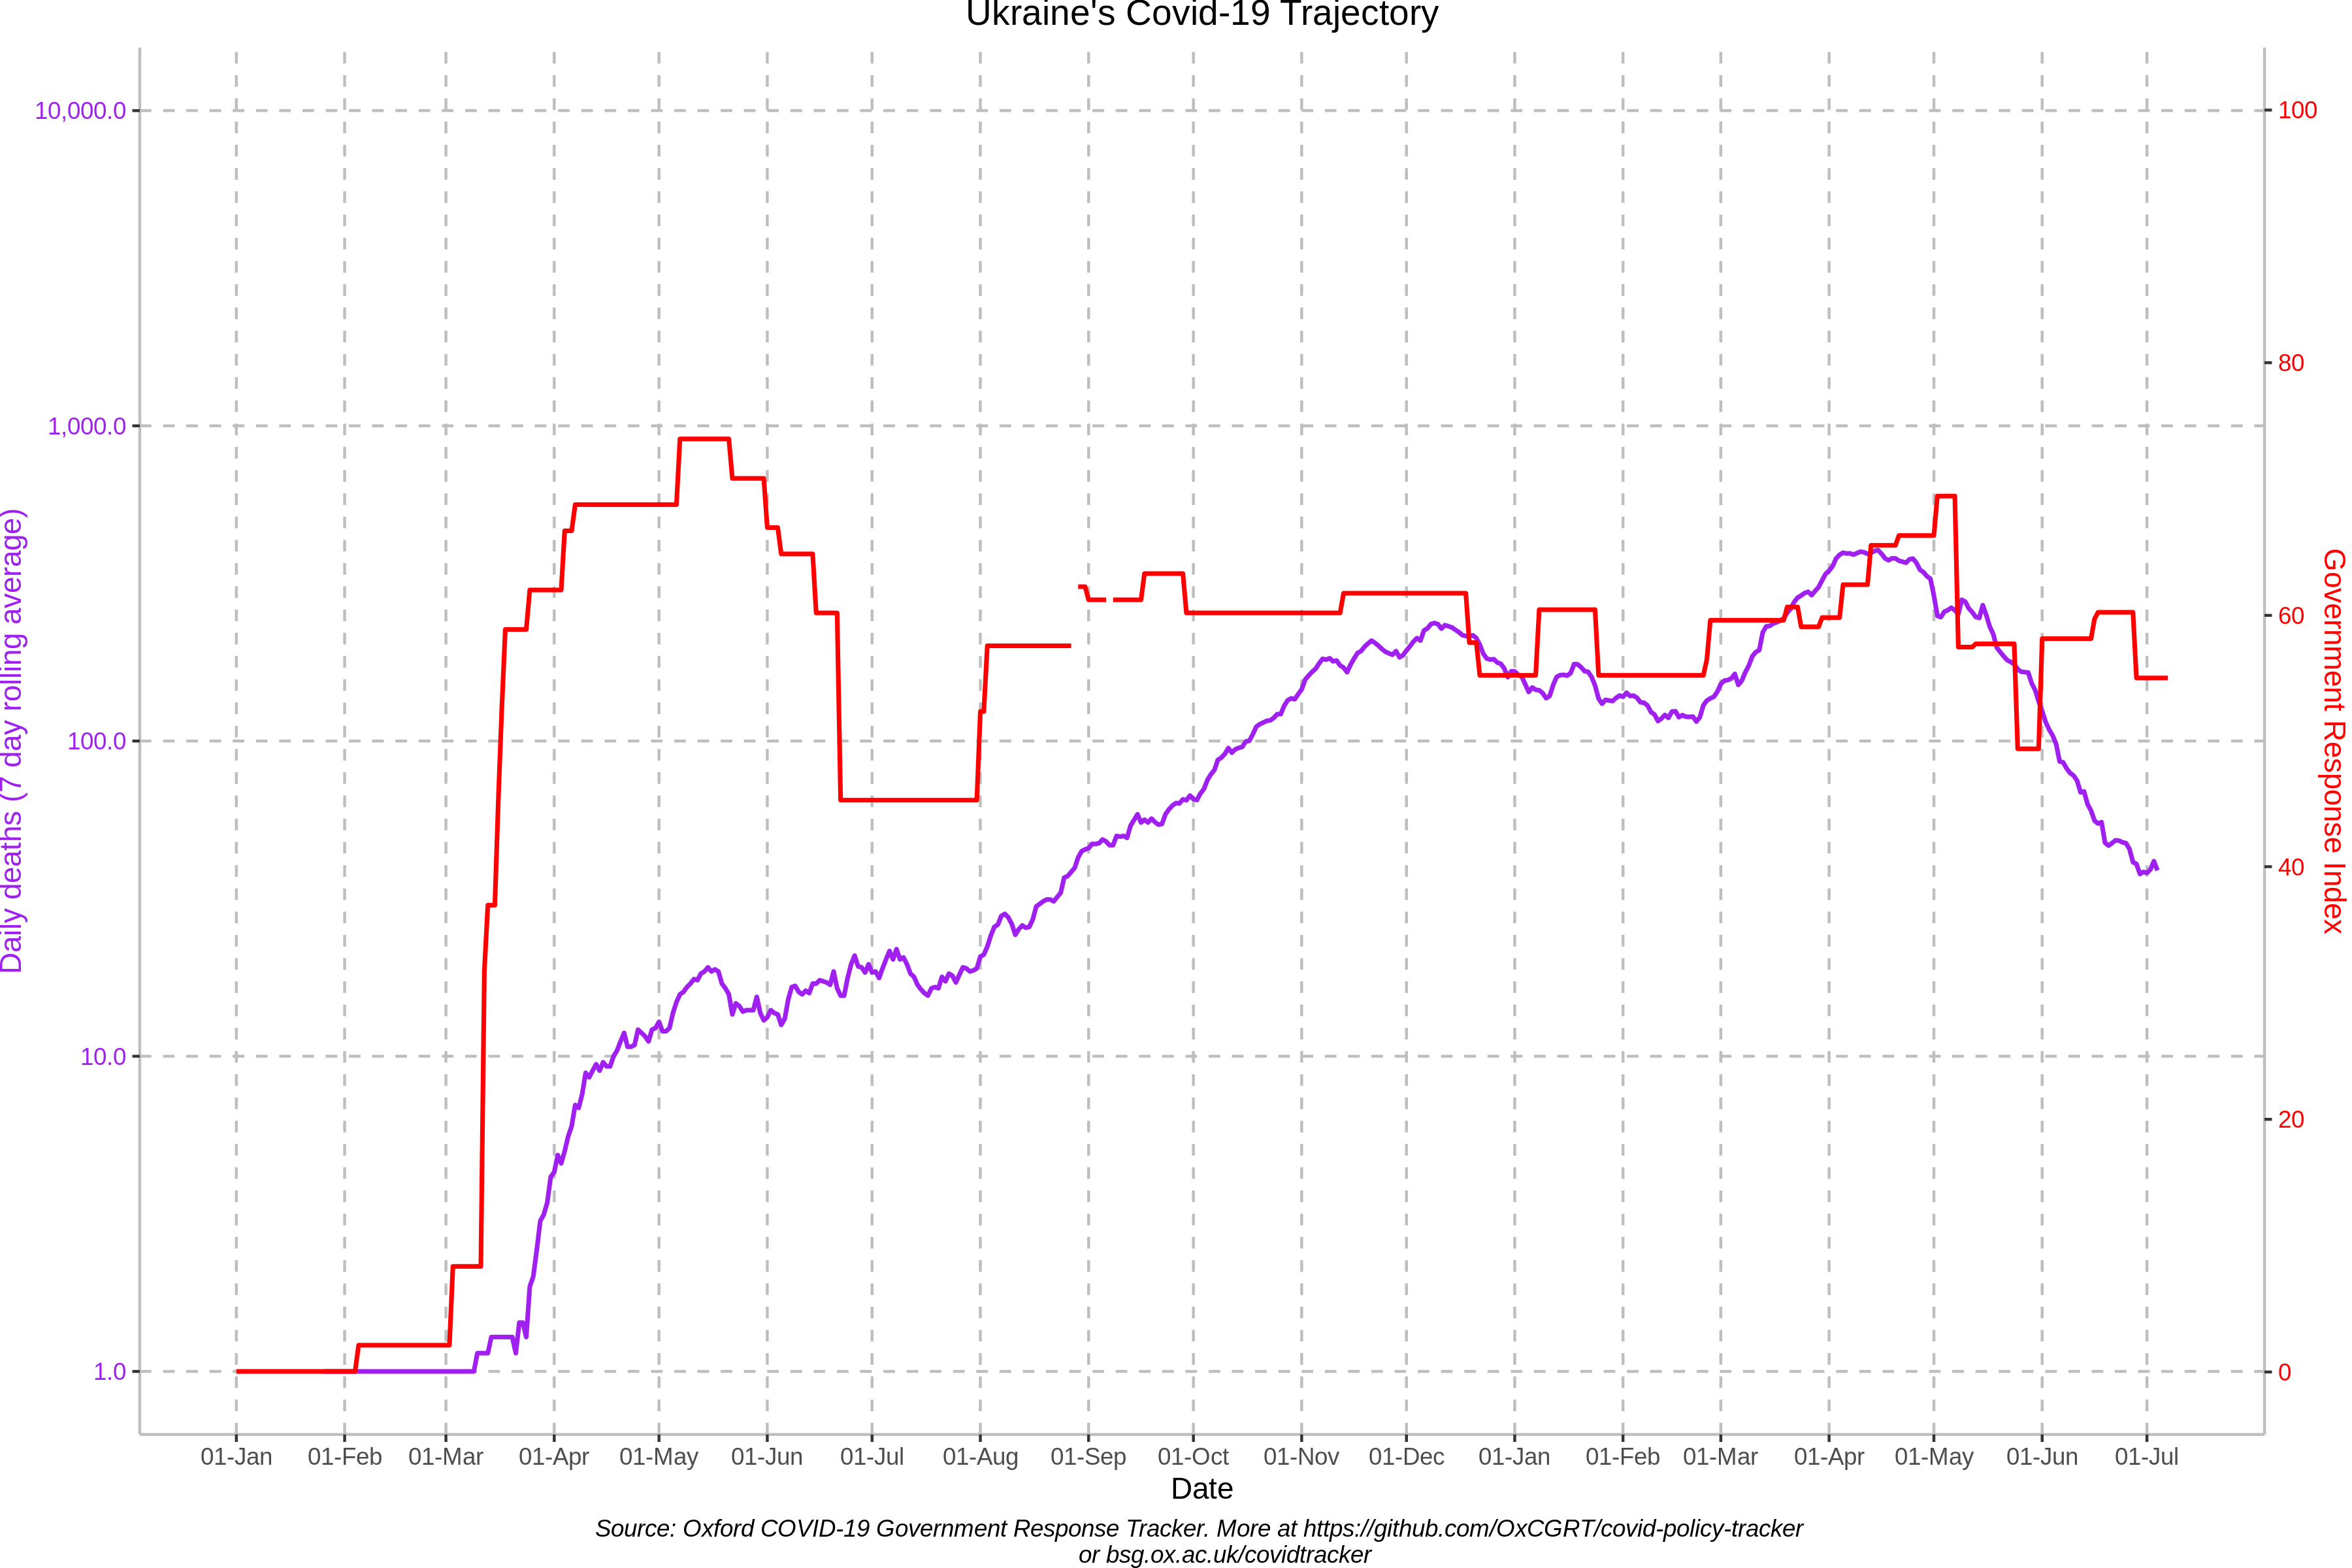 Ukraine's Covid-19 Trajectory
10,000.0
1,000.0
100.0
10.0
1.0
Daily deaths (7 day rolling average)
100
80
60
40
20
0
Government Response Index
01-Jan 01-Feb 01-Mar 01-Apr 01-May 01-Jun 01-Jul 01-Aug 01-Sep 01-Oct 01-Nov 01-Dec 01-Jan 01-Feb 01-Mar 01-Apr 01-May 01-Jun 01-Jul
Date
Source: Oxford COVID-19 Government Response Tracker. More at https://github.com/OxCGRT/covid-policy-tracker
or bsg.ox.ac.uk/covidtracker